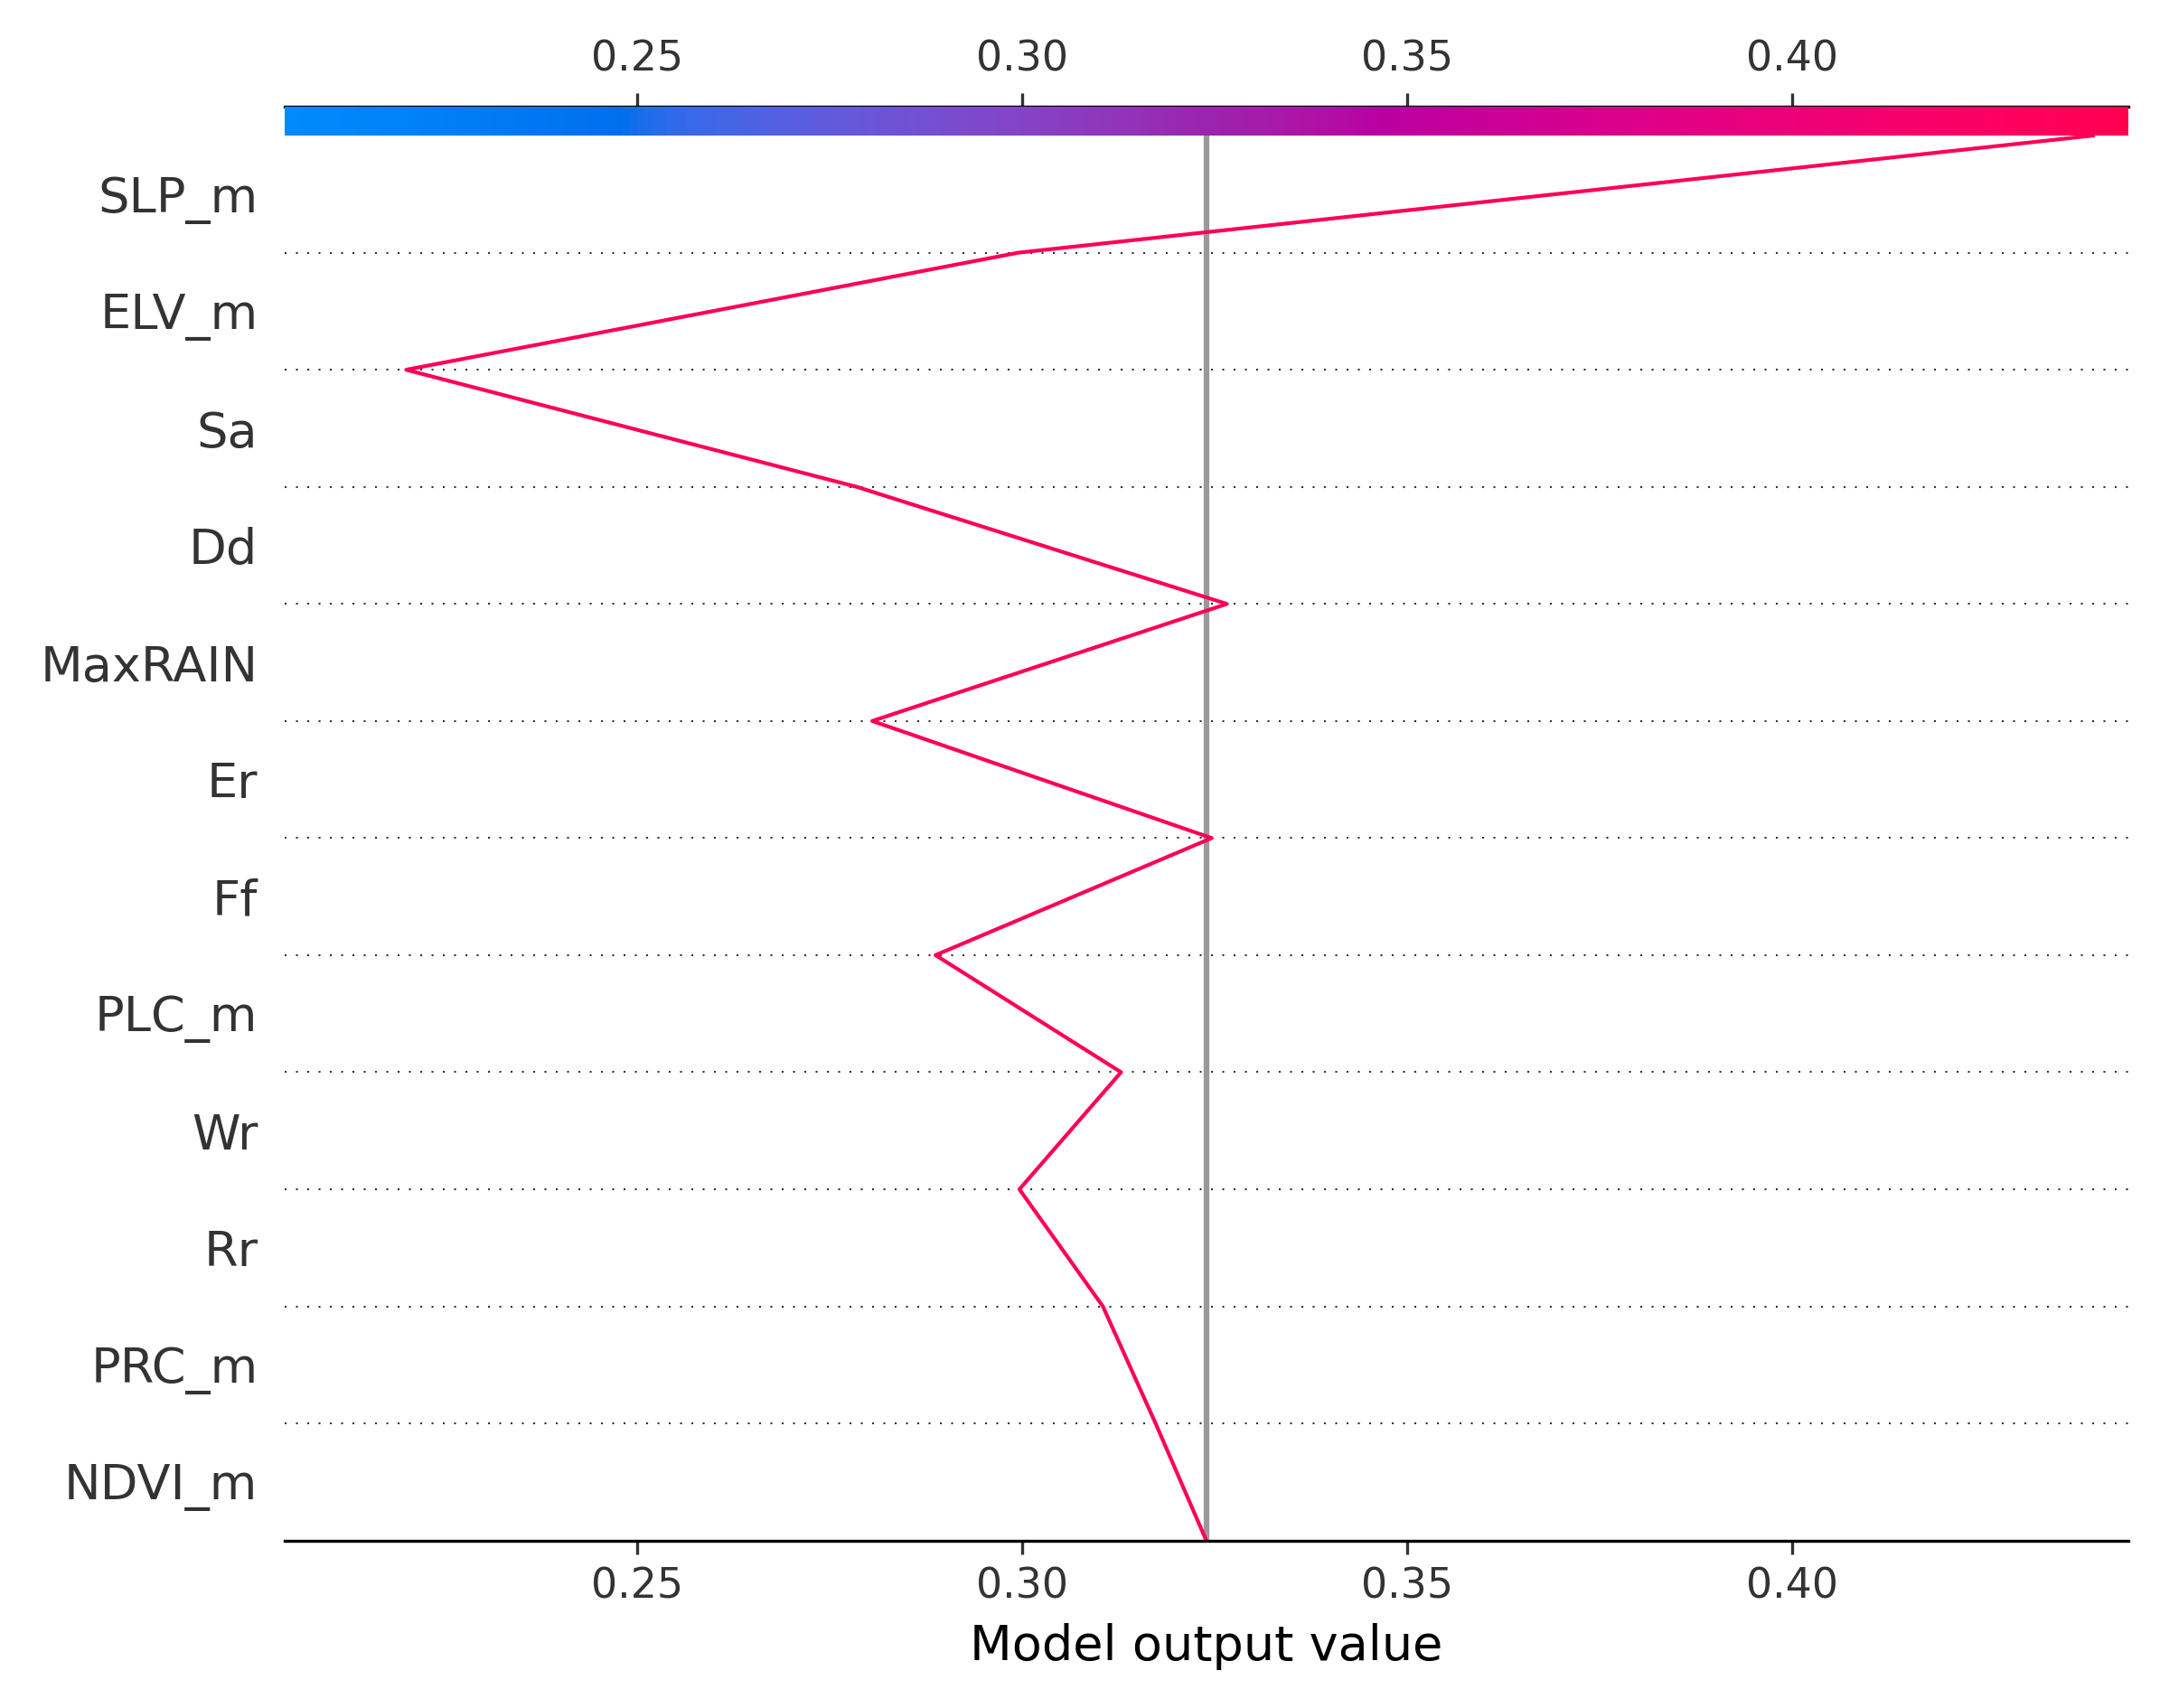 0.25 0.30 0.35 0.40
SLP_m
ELV_m
Sa
Dd
MaxRAIN
Er
Ff
PLC_m
Wr
Rr
PRC_m
NDVI_m
0.25 0.30 0.35 0.40
Model output value